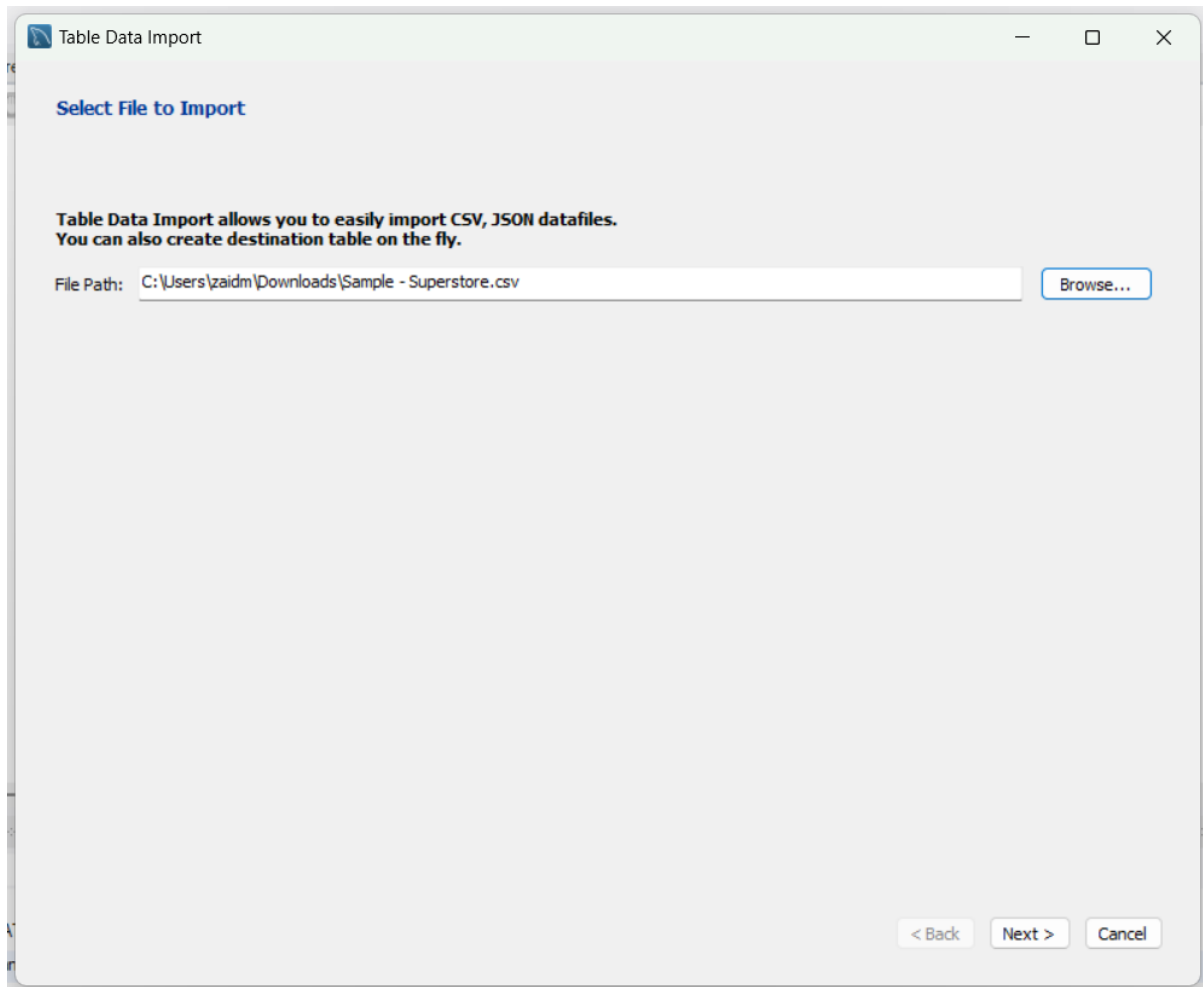 Table Data Import
Select File to Import
Table Data Import allows you to easily import CSV, JSON datafiles.
You can also create destination table on the fly.
File Path: C:\Users\zaidm\Downloads\Sample - Superstore.csv Browse...
< Back Next > Cancel